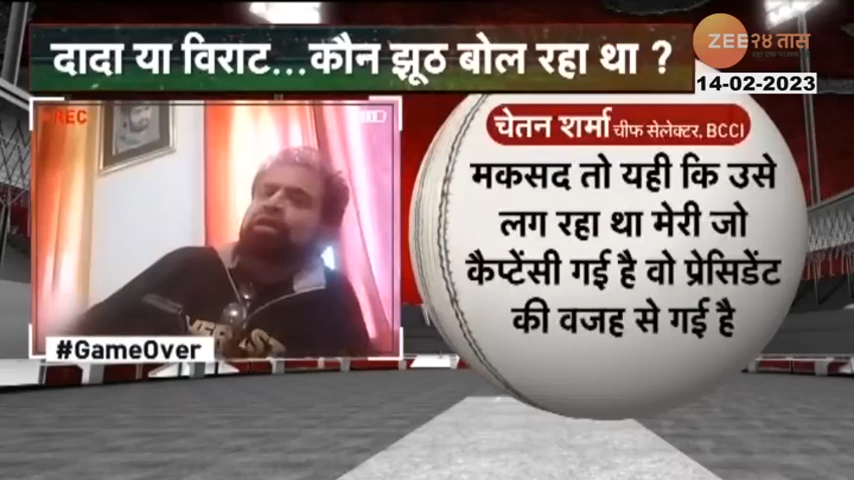 दादा या विराट...कौन झूठ बोल रहा था ?
ZEE २४ तास
14-02-2023
REC
चेतन शर्मा चीफ सेलेक्टर, BCCI
मकसद तो यही कि उसे
लग रहा था मेरी जो
कैप्टेंसी गई है वो प्रेसिडेंट
की वजह से गई है
#GameOver